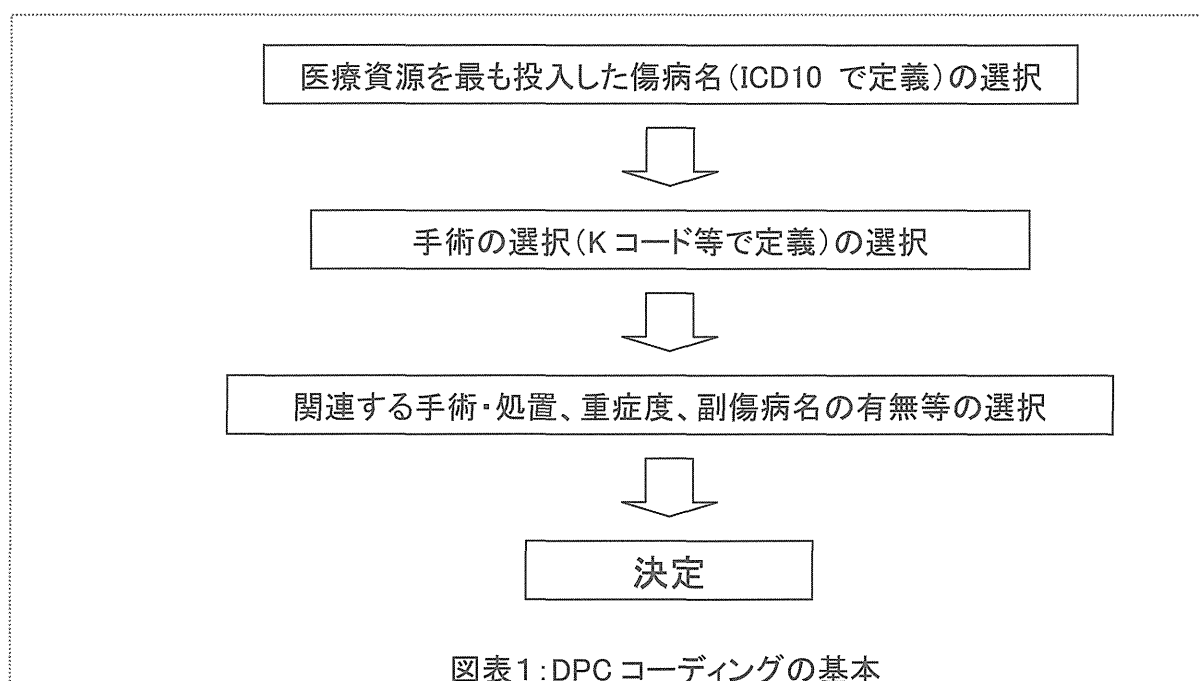 医療資源を最も投入した傷病名(ICD10 で定義)の選択
手術の選択(K コード等で定義)の選択
関連する手術・処置、重症度、副傷病名の有無等の選択
決定
図表1:DPC コーディングの基本